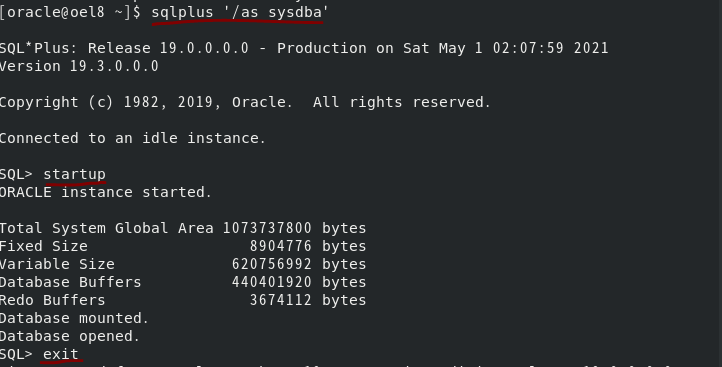 [oracle@oel8 ~]$ sqlplus '/as sysdba'
SQL*Plus: Release 19.0.0.0.0 - Production on Sat May 1 02:07:59 2021
Version 19.3.0.0.0
Copyright (c) 1982, 2019, Oracle.  All rights reserved.
Connected to an idle instance.
SQL> startup
ORACLE instance started.
Total System Global Area 1073737800 bytes
Fixed Size                  8904776 bytes
Variable Size             620756992 bytes
Database Buffers          440401920 bytes
Redo Buffers                3674112 bytes
Database mounted.
Database opened.
SQL> exit